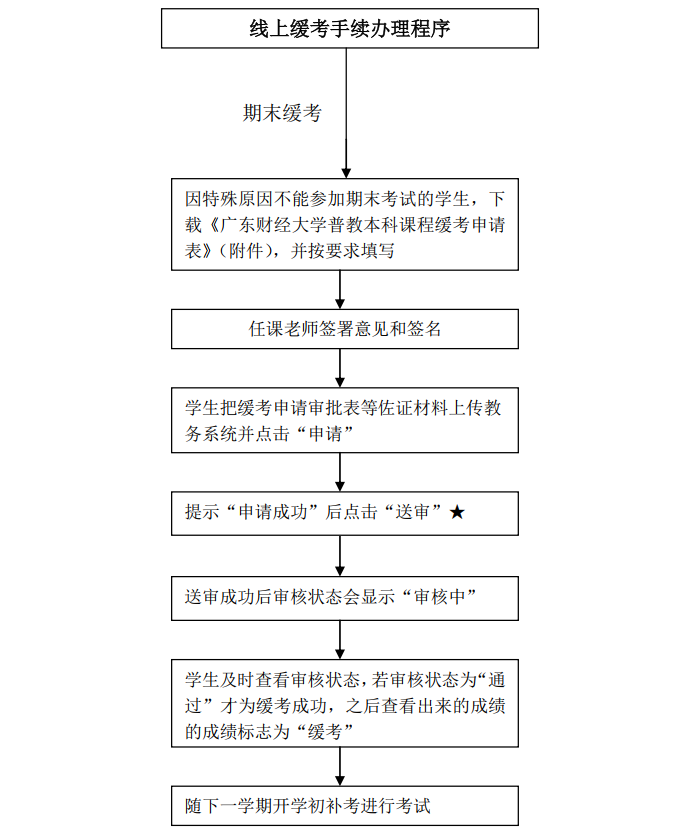 线上缓考手续办理程序
期末缓考
因特殊原因不能参加期末考试的学生，下
载《广东财经大学普教本科课程缓考申请
表》（附件），并按要求填写
任课老师签署意见和签名
学生把缓考申请审批表等佐证材料上传教
务系统并点击“申请”
提示“申请成功”后点击“送审”★
送审成功后审核状态会显示“审核中”
学生及时查看审核状态，若审核状态为“通
过”才为缓考成功，之后查看出来的成绩
的成绩标志为“缓考”
随下一学期开学初补考进行考试